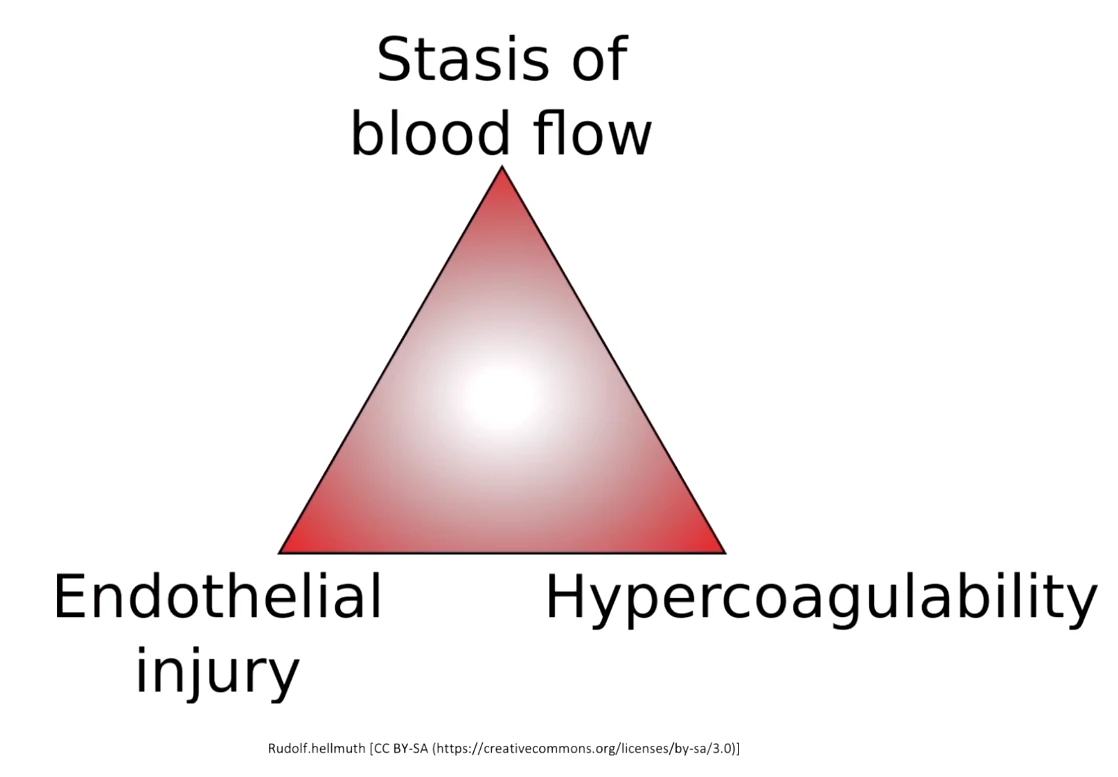 Stasis of
blood flow
Endothelial
injury
Hypercoagulability
Rudolf.hellmuth [CC BY-SA (https://creativecommons.org/licenses/by-sa/3.0)]